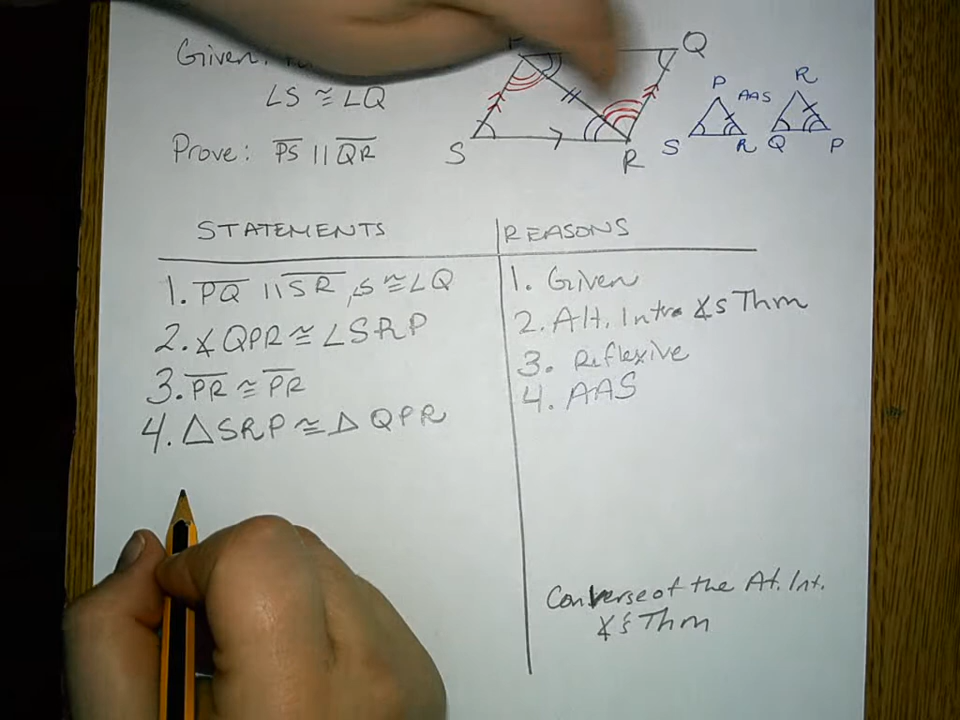 Given:
∠S ≅ ∠Q
Prove: PS || QR
P Q
S R
P AAS R
S R Q P
STATEMENTS REASONS
1. PQ || SR, S ≅ ∠Q
1. Given
2. ∡QPR ≅ ∠SRP
2. Alt. Intr ∡s Thm
3. PR ≅ PR
3. Reflexive
4. △SRP ≅ △QPR
4. AAS
Converse of the At. Int.
∡s Thm